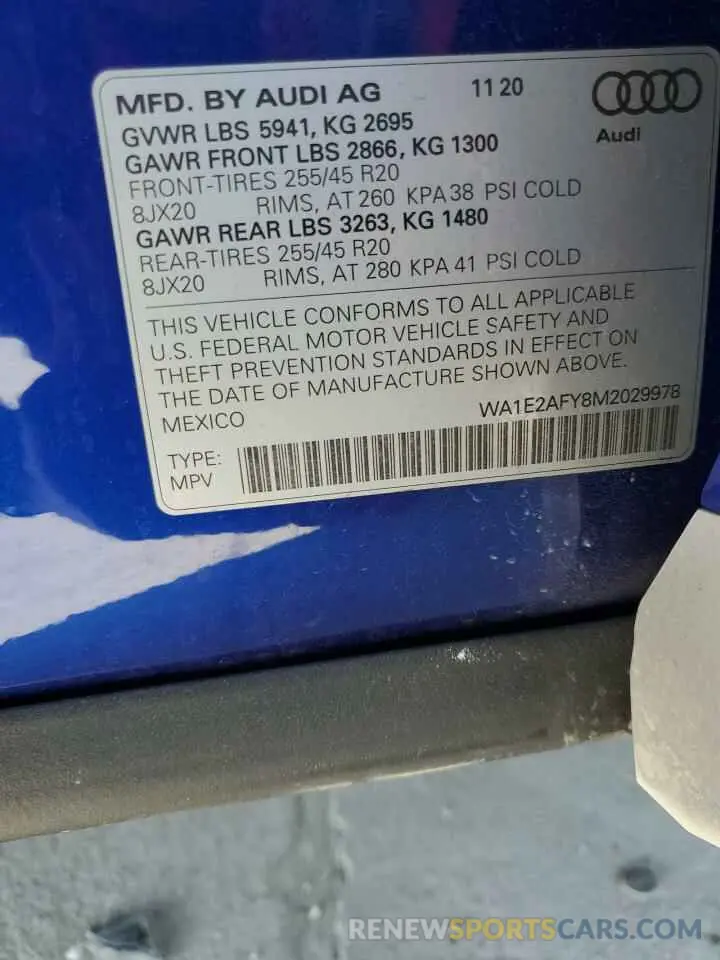 MFD. BY AUDI AG 11 20
GVWR LBS 5941, KG 2695
Audi
GAWR FRONT LBS 2866, KG 1300
FRONT-TIRES 255/45 R20
8JX20 RIMS, AT 260 KPA 38 PSI COLD
GAWR REAR LBS 3263, KG 1480
REAR-TIRES 255/45 R20
8JX20 RIMS, AT 280 KPA 41 PSI COLD
THIS VEHICLE CONFORMS TO ALL APPLICABLE
U.S. FEDERAL MOTOR VEHICLE SAFETY AND
THEFT PREVENTION STANDARDS IN EFFECT ON
THE DATE OF MANUFACTURE SHOWN ABOVE.
MEXICO WA1E2AFY8M2029978
TYPE:
MPV
RENEWSPORTSCARS.COM